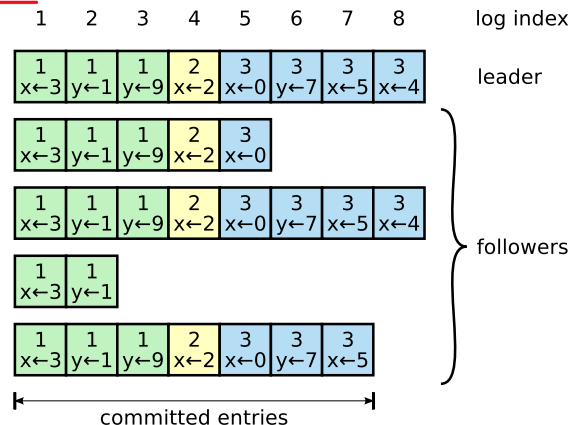 1 2 3 4 5 6 7 8 log index
1 1 1 2 3 3 3 3
x←3 y←1 y←9 x←2 x←0 y←7 x←5 x←4
leader
1 1 1 2 3
x←3 y←1 y←9 x←2 x←0
1 1 1 2 3 3 3 3
x←3 y←1 y←9 x←2 x←0 y←7 x←5 x←4
followers
1 1
x←3 y←1
1 1 1 2 3 3 3
x←3 y←1 y←9 x←2 x←0 y←7 x←5
committed entries